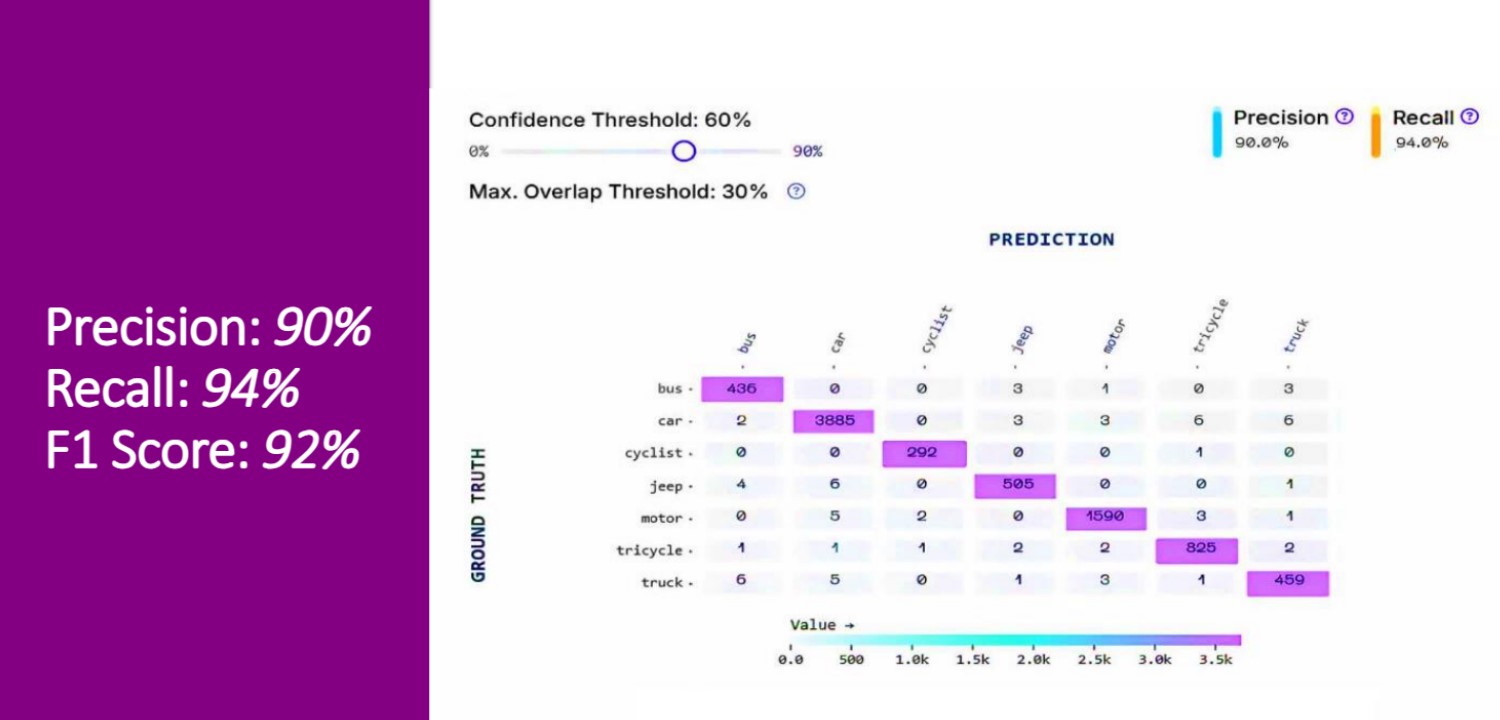 Precision: 90%
Recall: 94%
F1 Score: 92%
Confidence Threshold: 60%
0% 90%
Max. Overlap Threshold: 30%
Precision
90.0%
Recall
94.0%
PREDICTION
bus car cyclist jeep motor tricycle truck
GROUND TRUTH
bus 436 0 0 3 1 0 3
car 2 3885 0 3 3 6 6
cyclist 0 0 292 0 0 1 0
jeep 4 6 0 505 0 0 1
motor 0 5 2 0 1590 3 1
tricycle 1 1 1 2 2 825 2
truck 6 5 0 1 3 1 459
Value →
0.0 500 1.0k 1.5k 2.0k 2.5k 3.0k 3.5k